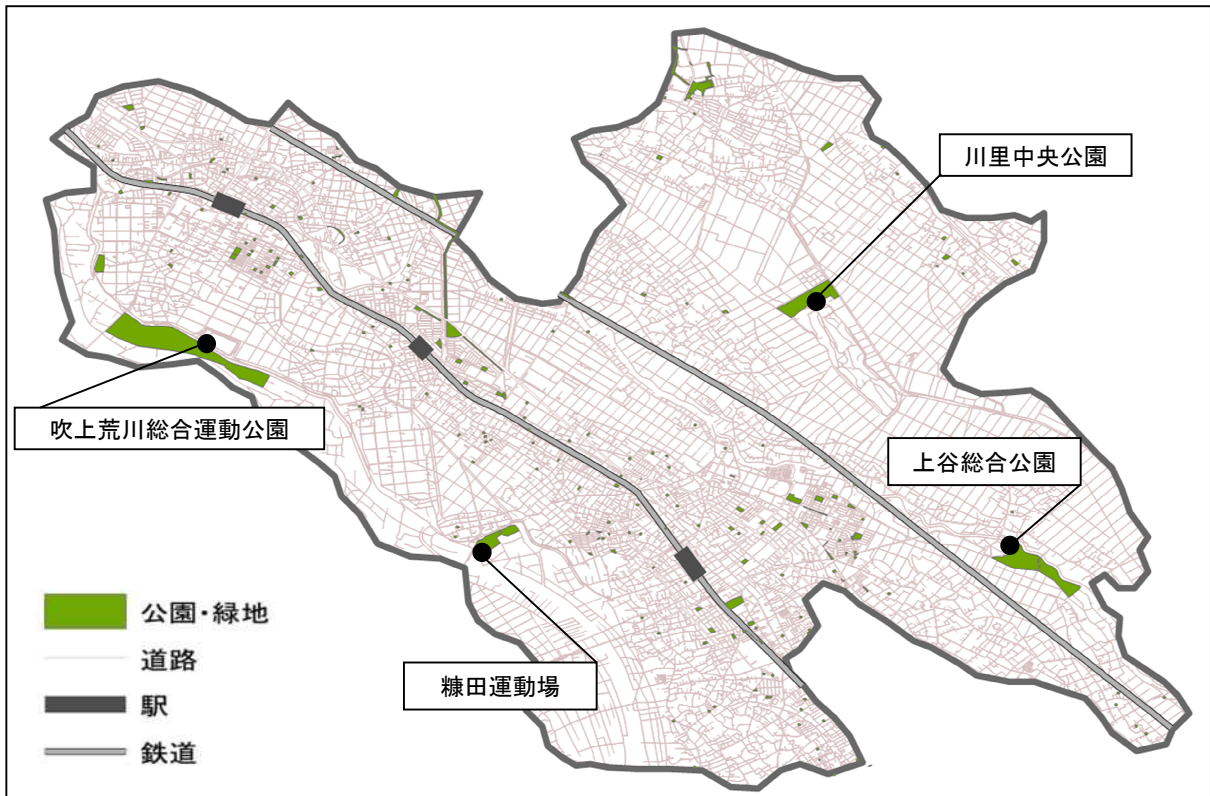 川里中央公園
吹上荒川総合運動公園
上谷総合公園
糠田運動場
公園・緑地
道路
駅
鉄道